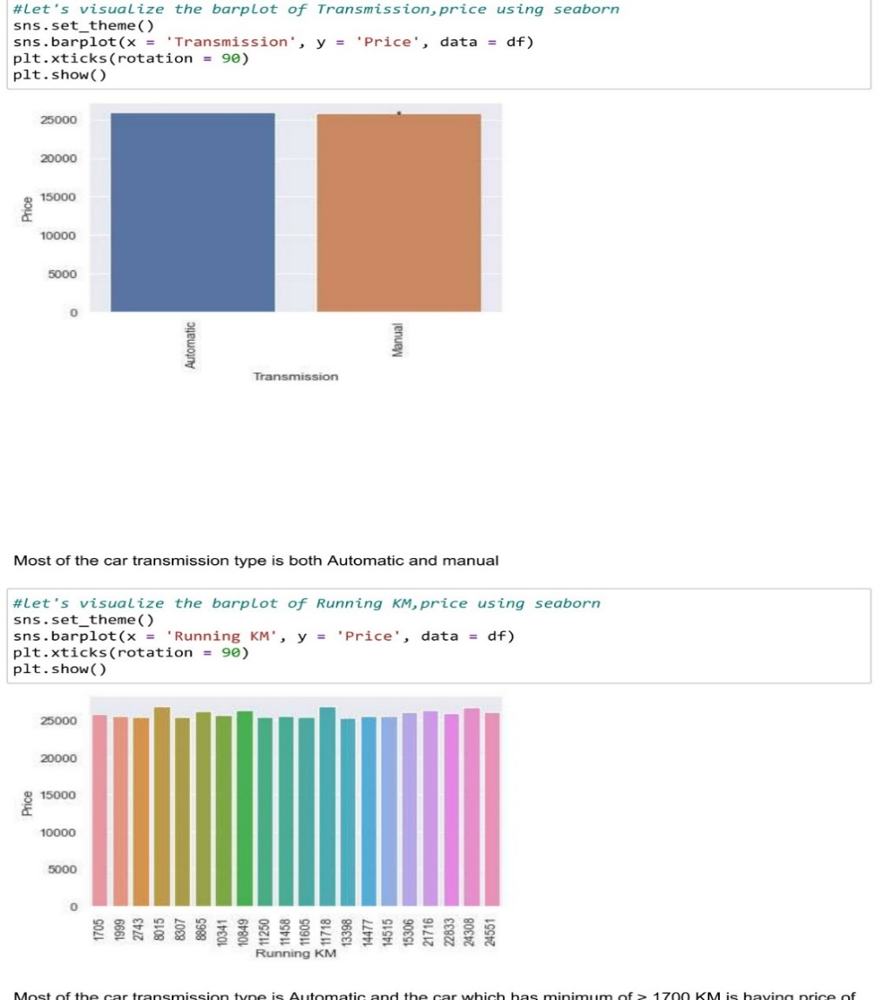 #Let's visualize the barplot of Transmission,price using seaborn
sns.set_theme()
sns.barplot(x = 'Transmission', y = 'Price', data = df)
plt.xticks(rotation = 90)
plt.show()
25000
20000
15000
10000
5000
0
Price
Automatic
Manual
Transmission
Most of the car transmission type is both Automatic and manual
#Let's visualize the barplot of Running KM,price using seaborn
sns.set_theme()
sns.barplot(x = 'Running KM', y = 'Price', data = df)
plt.xticks(rotation = 90)
plt.show()
25000
20000
15000
10000
5000
0
Price
1705
1999
2743
8015
8307
8865
10341
10849
11250
11458
11605
11718
13398
14477
14515
15306
21716
22833
24308
24551
Running KM
Most of the car transmission type is Automatic and the car which has minimum of > 1700 KM is having price of